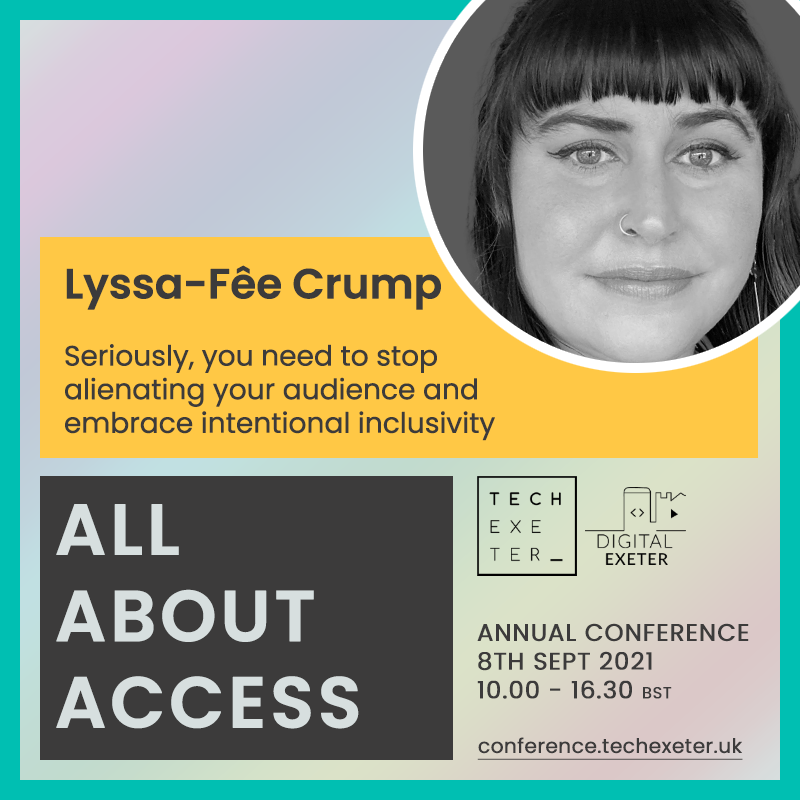 Lyssa-Fêe Crump
Seriously, you need to stop
alienating your audience and
embrace intentional inclusivity
ALL
ABOUT
ACCESS
TECH
EXE
TER_
<>
DIGITAL
EXETER
ANNUAL CONFERENCE
8TH SEPT 2021
10.00 - 16.30 BST
conference.techexeter.uk